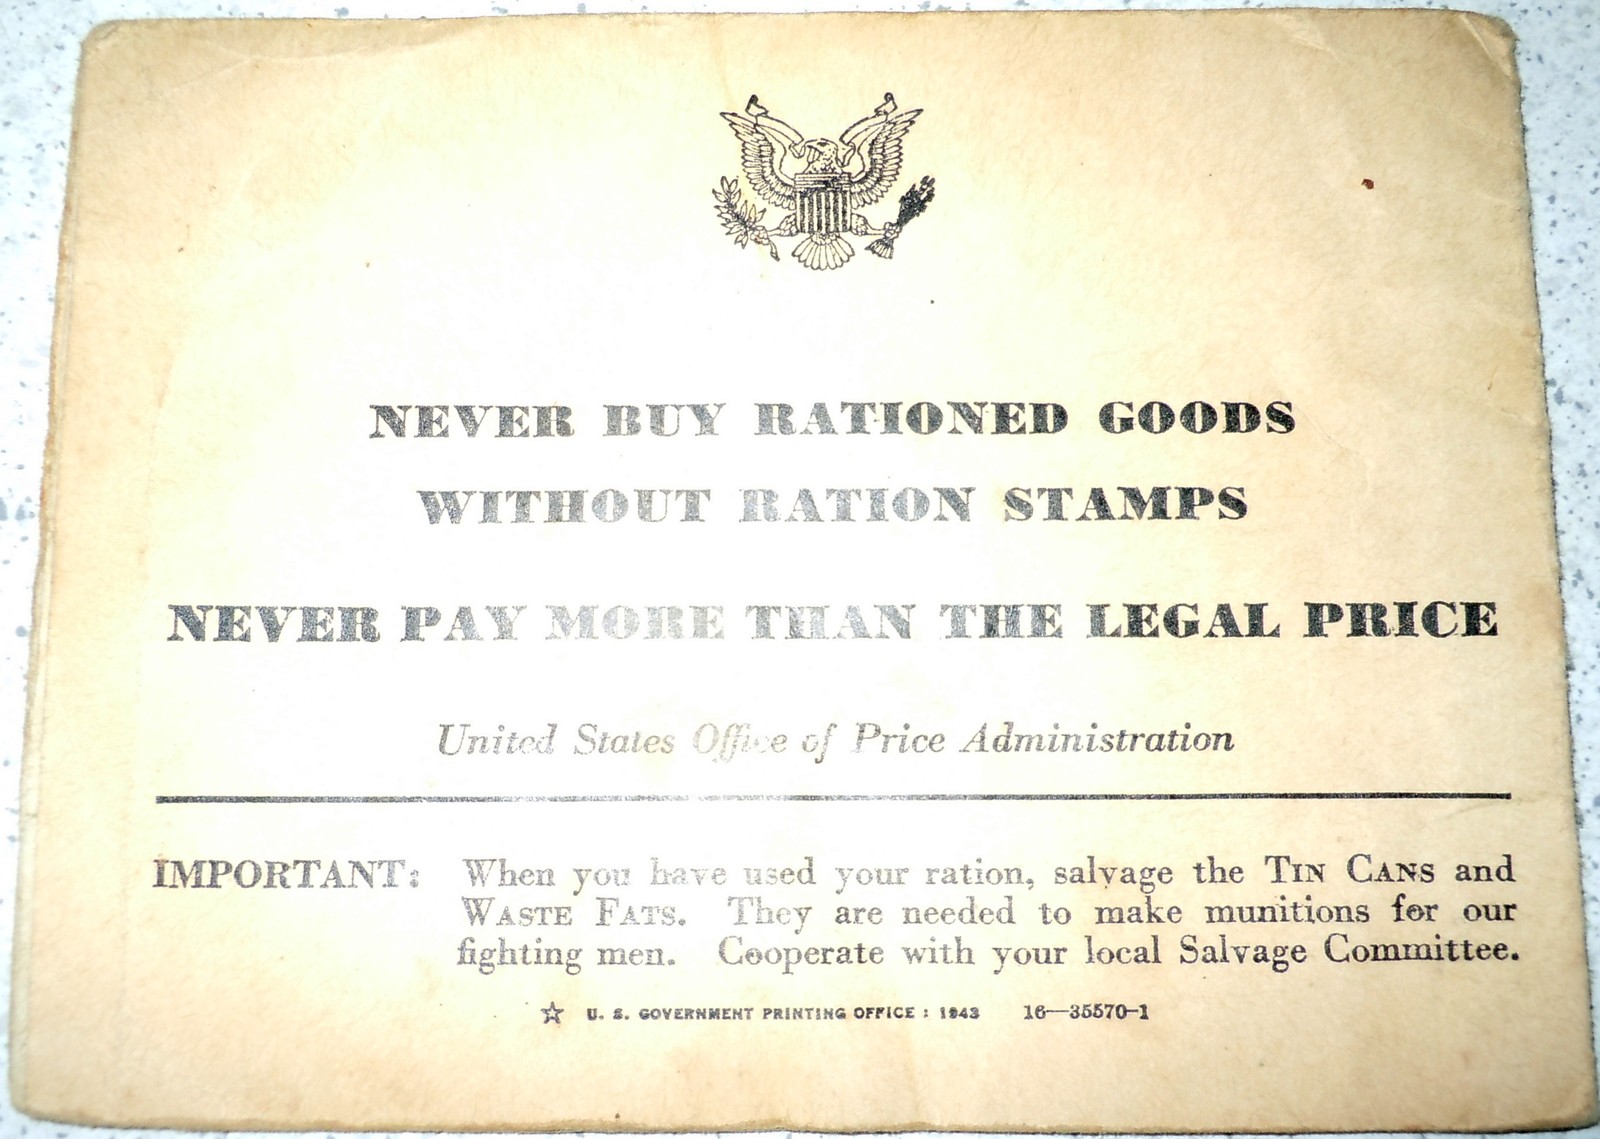 NEVER BUY RATIONED GOODS
WITHOUT RATION STAMPS
NEVER PAY MORE THAN THE LEGAL PRICE
United States Office of Price Administration
IMPORTANT: When you have used your ration, salvage the TIN CANS and
WASTE FATS. They are needed to make munitions for our
fighting men. Cooperate with your local Salvage Committee.
☆ U. S. GOVERNMENT PRINTING OFFICE : 1943 16—35570-1